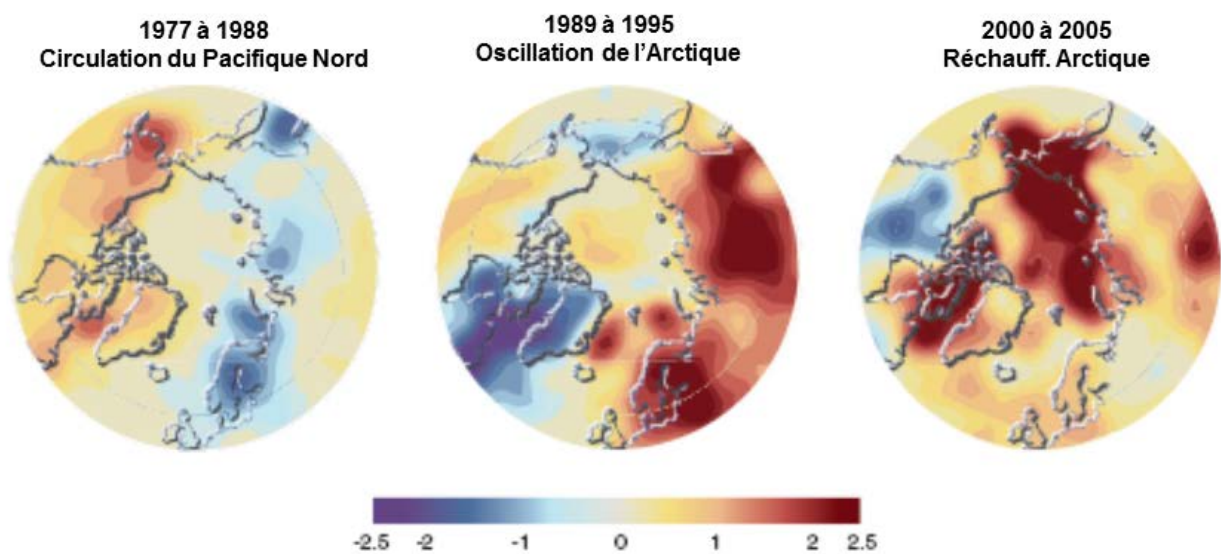 1977 à 1988
Circulation du Pacifique Nord
1989 à 1995
Oscillation de l’Arctique
2000 à 2005
Réchauff. Arctique
-2.5 -2 -1 0 1 2 2.5